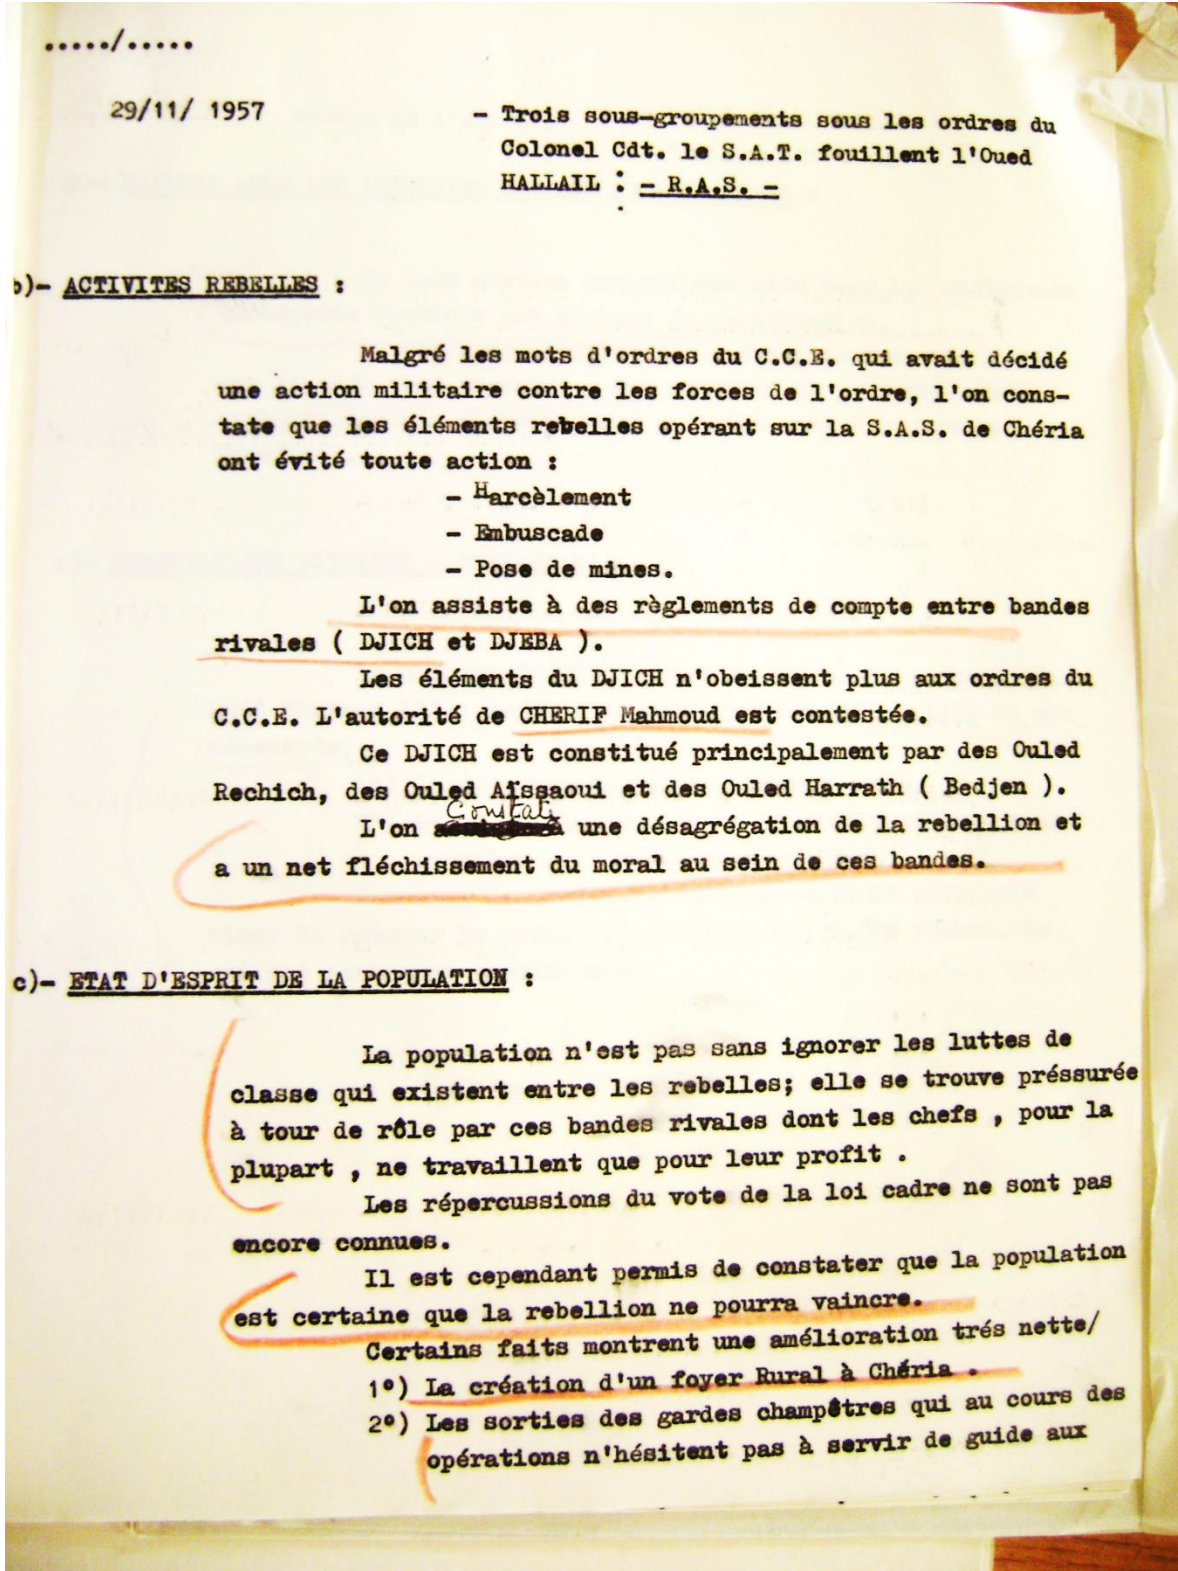 ...../.....
29/11/ 1957 - Trois sous-groupements sous les ordres du
Colonel Cdt. le S.A.T. fouillent l'Oued
HALLAIL : - R.A.S. -
b)- ACTIVITES REBELLES :
Malgré les mots d'ordres du C.C.E. qui avait décidé
une action militaire contre les forces de l'ordre, l'on cons-
tate que les éléments rebelles opérant sur la S.A.S. de Chéria
ont évité toute action :
- Harcèlement
- Embuscade
- Pose de mines.
L'on assiste à des règlements de compte entre bandes
rivales ( DJICH et DJEBA ).
Les éléments du DJICH n'obeissent plus aux ordres du
C.C.E. L'autorité de CHERIF Mahmoud est contestée.
Ce DJICH est constitué principalement par des Ouled
Rechich, des Ouled Aïssaoui et des Ouled Harrath ( Bedjen ).
L'on Constate une désagrégation de la rebellion et
a un net fléchissement du moral au sein de ces bandes.
c)- ETAT D'ESPRIT DE LA POPULATION :
La population n'est pas sans ignorer les luttes de
classe qui existent entre les rebelles; elle se trouve préssurée
à tour de rôle par ces bandes rivales dont les chefs , pour la
plupart , ne travaillent que pour leur profit .
Les répercussions du vote de la loi cadre ne sont pas
encore connues.
Il est cependant permis de constater que la population
est certaine que la rebellion ne pourra vaincre.
Certains faits montrent une amélioration trés nette/
1°) La création d'un foyer Rural à Chéria .
2°) Les sorties des gardes champêtres qui au cours des
opérations n'hésitent pas à servir de guide aux